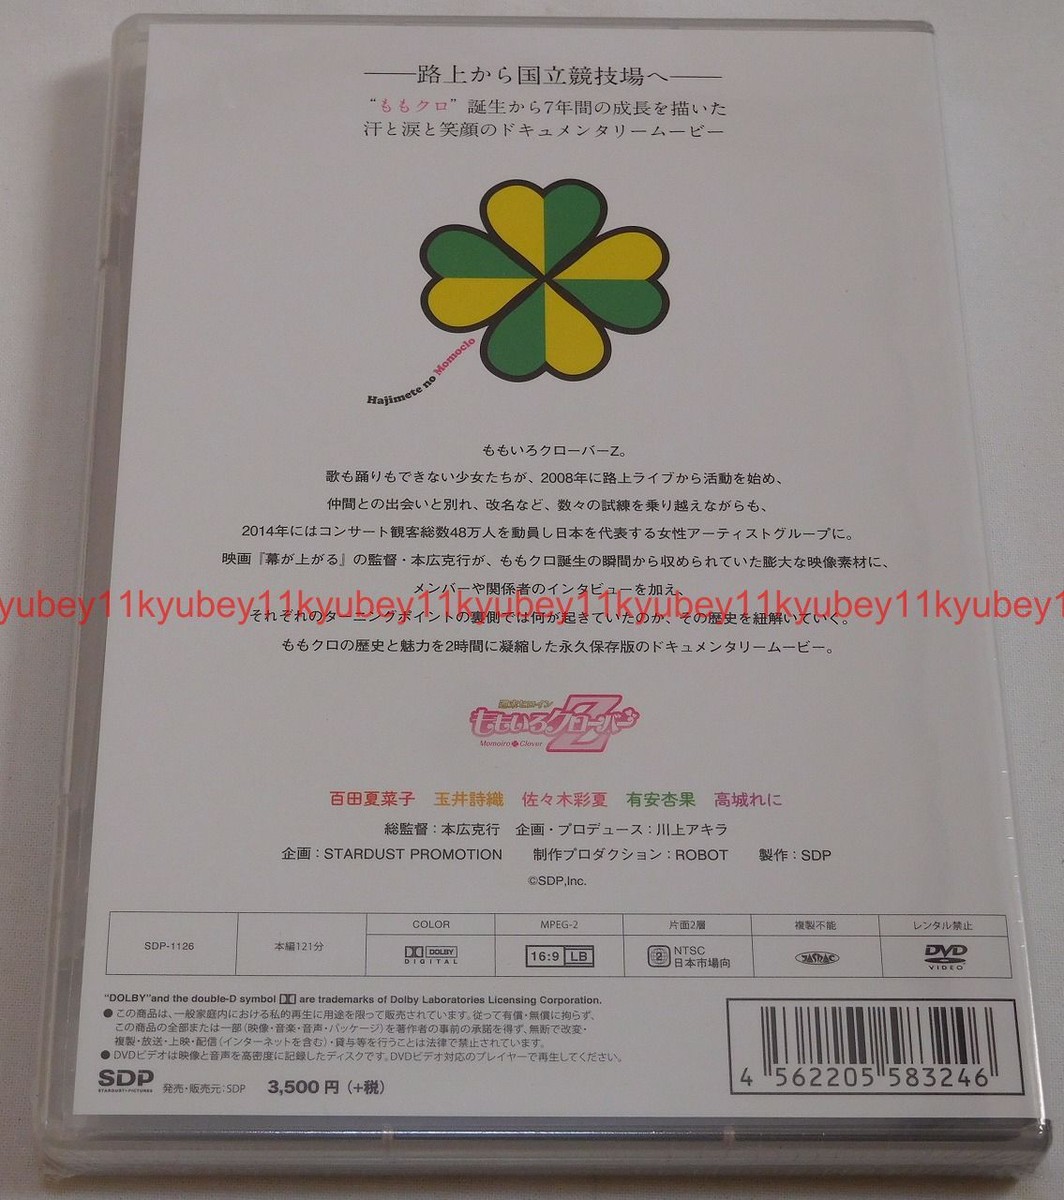 ──路上から国立競技場へ──
“ももクロ” 誕生から7年間の成長を描いた
汗と涙と笑顔のドキュメンタリームービー
Hajimete no Momoclo
ももいろクローバーZ。
歌も踊りもできない少女たちが、2008年に路上ライブから活動を始め、
仲間との出会いと別れ、改名など、数々の試練を乗り越えながらも、
2014年にはコンサート観客総数48万人を動員し日本を代表する女性アーティストグループに。
映画『幕が上がる』の監督・本広克行が、ももクロ誕生の瞬間から収められていた膨大な映像素材に、
メンバーや関係者のインタビューを加え、
yubey11kyubey11kyubey11kyubey11kyubey11kyubey11kyubey11kyubey1
それぞれのターニングポイントの裏側では何が起きていたのか、その歴史を紐解いていく。
ももクロの歴史と魅力を2時間に凝縮した永久保存版のドキュメンタリームービー。
週末ヒロイン
ももいろクローバーZ
Momoiro Clover
百田夏菜子 玉井詩織 佐々木彩夏 有安杏果 高城れに
総監督：本広克行 企画・プロデュース：川上アキラ
企画：STARDUST PROMOTION 制作プロダクション：ROBOT 製作：SDP
©SDP,Inc.
SDP-1126 本編121分 COLOR MPEG-2 片面2層 複製不能 レンタル禁止
DOLBY DIGITAL 16:9 LB 2 NTSC 日本市場向 JASRAC DVD VIDEO
"DOLBY"and the double-D symbol are trademarks of Dolby Laboratories Licensing Corporation.
●この商品は、一般家庭内における私的再生に用途を限って販売されています。従って有償・無償に拘らず、
この商品の全部または一部（映像・音楽・音声・パッケージ）を著作者の事前の承諾を得ず、無断で改変・
複製・放送・上映・配信（インターネットを含む）・貸与等を行うことは法律で禁止されています。
●DVDビデオは映像と音声を高密度に記録したディスクです。DVDビデオ対応のプレイヤーで再生してください。
SDP STARDUST PICTURES 発売・販売元：SDP 3,500円（+税）
4 562205 583246